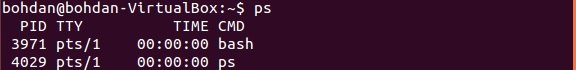 bohdan@bohdan-VirtualBox:~$ ps
  PID TTY          TIME CMD
 3971 pts/1    00:00:00 bash
 4029 pts/1    00:00:00 ps